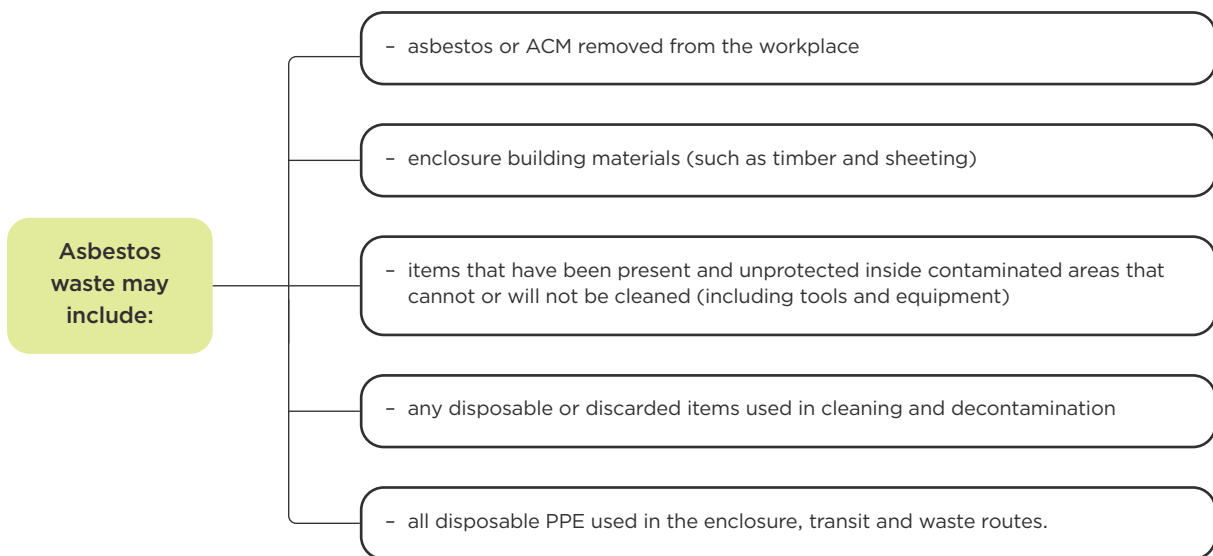 Asbestos
waste may
include:
– asbestos or ACM removed from the workplace
– enclosure building materials (such as timber and sheeting)
– items that have been present and unprotected inside contaminated areas that
cannot or will not be cleaned (including tools and equipment)
– any disposable or discarded items used in cleaning and decontamination
– all disposable PPE used in the enclosure, transit and waste routes.